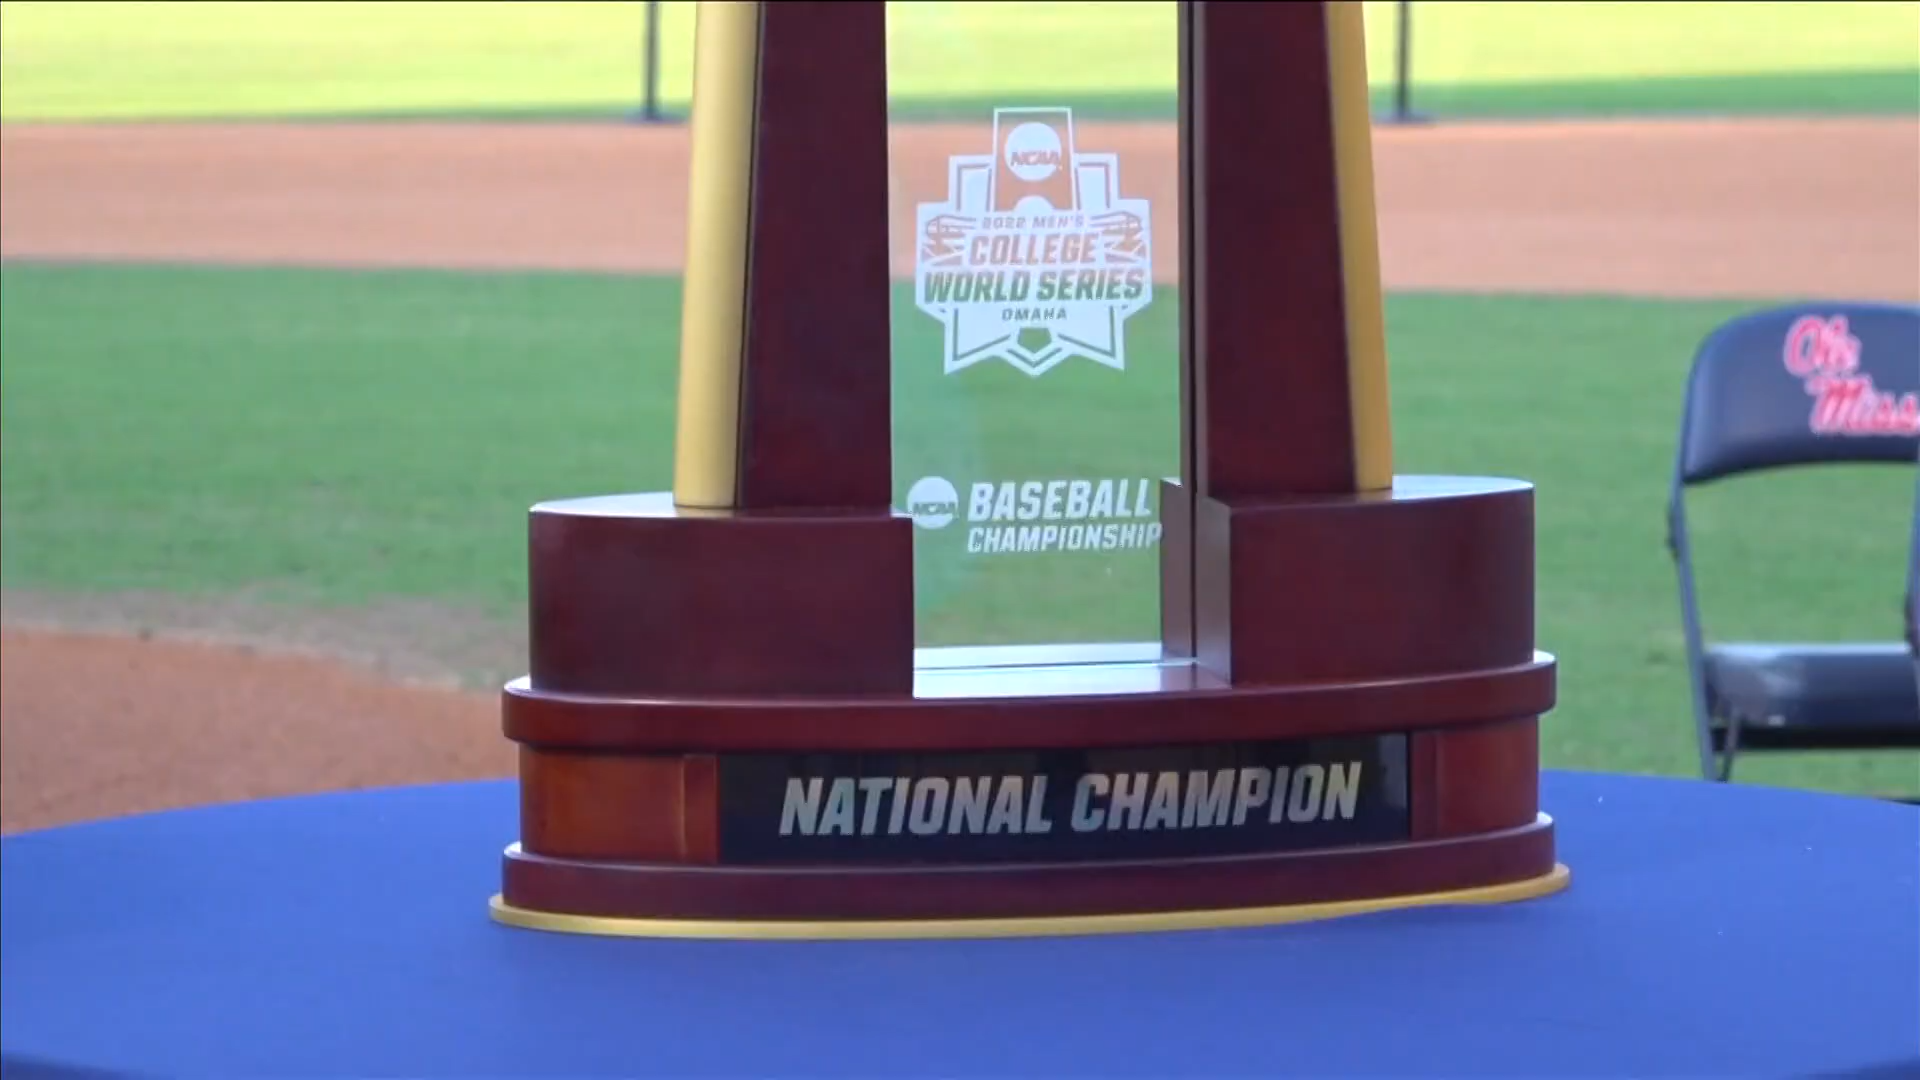 NCAA
2022 MEN'S
COLLEGE
WORLD SERIES
OMAHA
NCAA
BASEBALL
CHAMPIONSHIP
NATIONAL CHAMPION
Ole
Miss